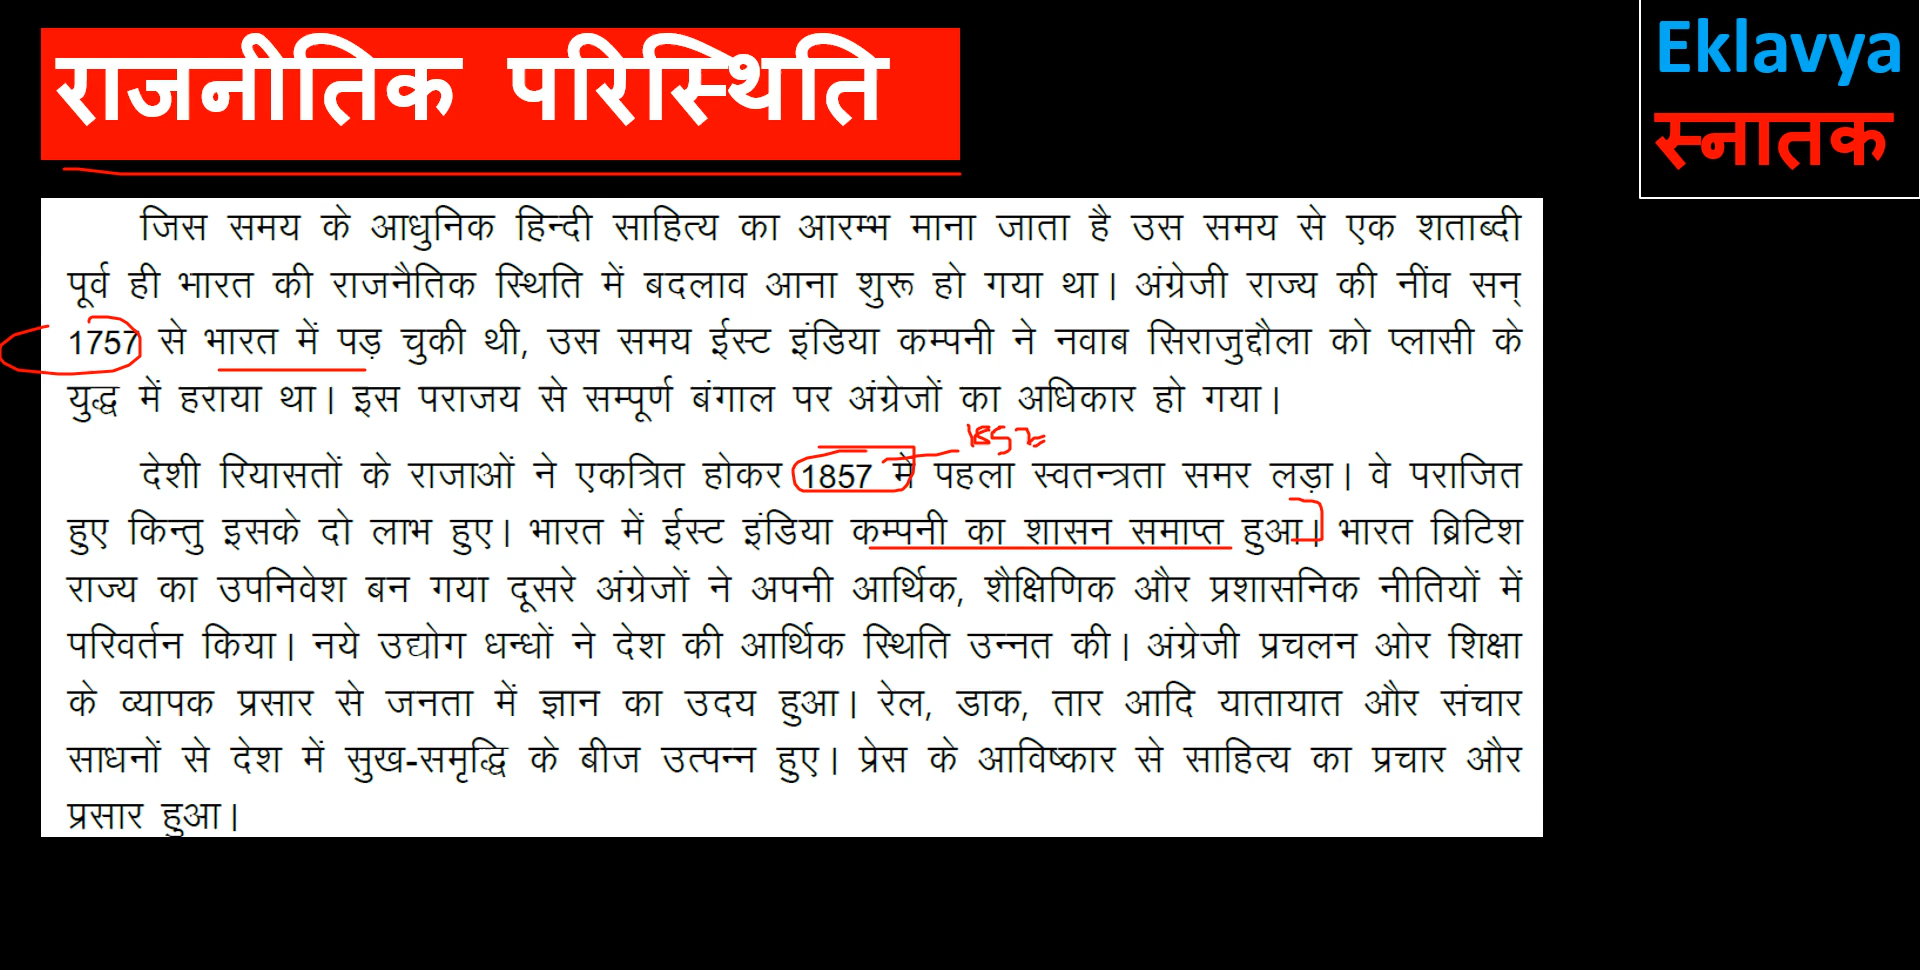 राजनीतिक परिस्थिति
Eklavya
स्नातक
जिस समय के आधुनिक हिन्दी साहित्य का आरम्भ माना जाता है उस समय से एक शताब्दी
पूर्व ही भारत की राजनैतिक स्थिति में बदलाव आना शुरू हो गया था। अंग्रेजी राज्य की नींव सन्
1757 से भारत में पड़ चुकी थी, उस समय ईस्ट इंडिया कम्पनी ने नवाब सिराजुद्दौला को प्लासी के
युद्ध में हराया था। इस पराजय से सम्पूर्ण बंगाल पर अंग्रेजों का अधिकार हो गया।
देशी रियासतों के राजाओं ने एकत्रित होकर 1857 में पहला स्वतन्त्रता समर लड़ा। वे पराजित
हुए किन्तु इसके दो लाभ हुए। भारत में ईस्ट इंडिया कम्पनी का शासन समाप्त हुआ। भारत ब्रिटिश
राज्य का उपनिवेश बन गया दूसरे अंग्रेजों ने अपनी आर्थिक, शैक्षिणिक और प्रशासनिक नीतियों में
परिवर्तन किया। नये उद्योग धन्धों ने देश की आर्थिक स्थिति उन्नत की। अंग्रेजी प्रचलन ओर शिक्षा
के व्यापक प्रसार से जनता में ज्ञान का उदय हुआ। रेल, डाक, तार आदि यातायात और संचार
साधनों से देश में सुख-समृद्धि के बीज उत्पन्न हुए। प्रेस के आविष्कार से साहित्य का प्रचार और
प्रसार हुआ।